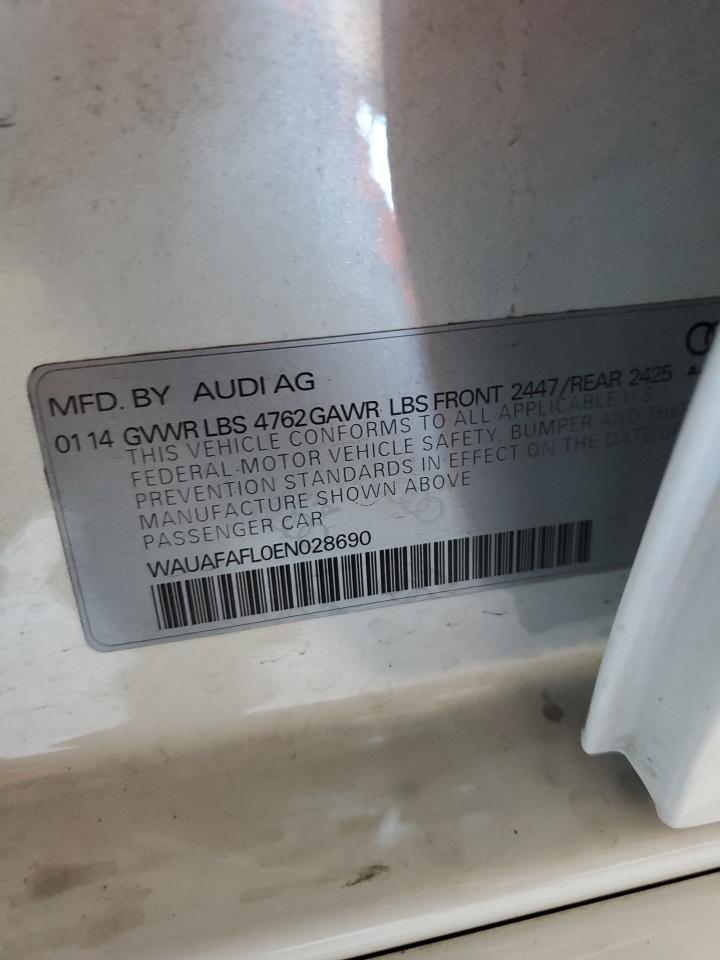 MFD. BY AUDI AG
01 14 GVWR LBS 4762 GAWR LBS FRONT 2447/REAR 2425
THIS VEHICLE CONFORMS TO ALL APPLICABLE U.S.
FEDERAL MOTOR VEHICLE SAFETY, BUMPER AND
PREVENTION STANDARDS IN EFFECT ON THE DATE OF
MANUFACTURE SHOWN ABOVE
PASSENGER CAR
WAUAFAFL0EN028690